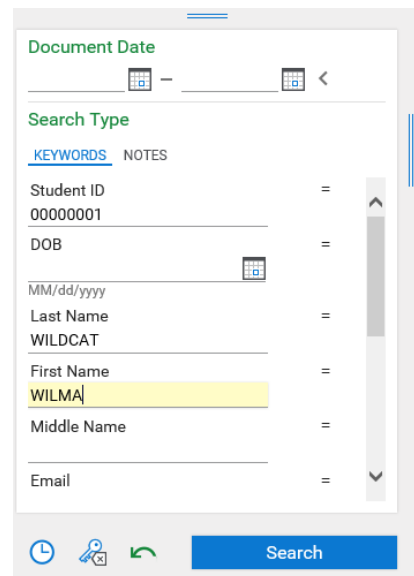 Document Date
–
Search Type
KEYWORDS NOTES
Student ID =
00000001
DOB =
MM/dd/yyyy
Last Name =
WILDCAT
First Name =
WILMA
Middle Name =
Email =
Search